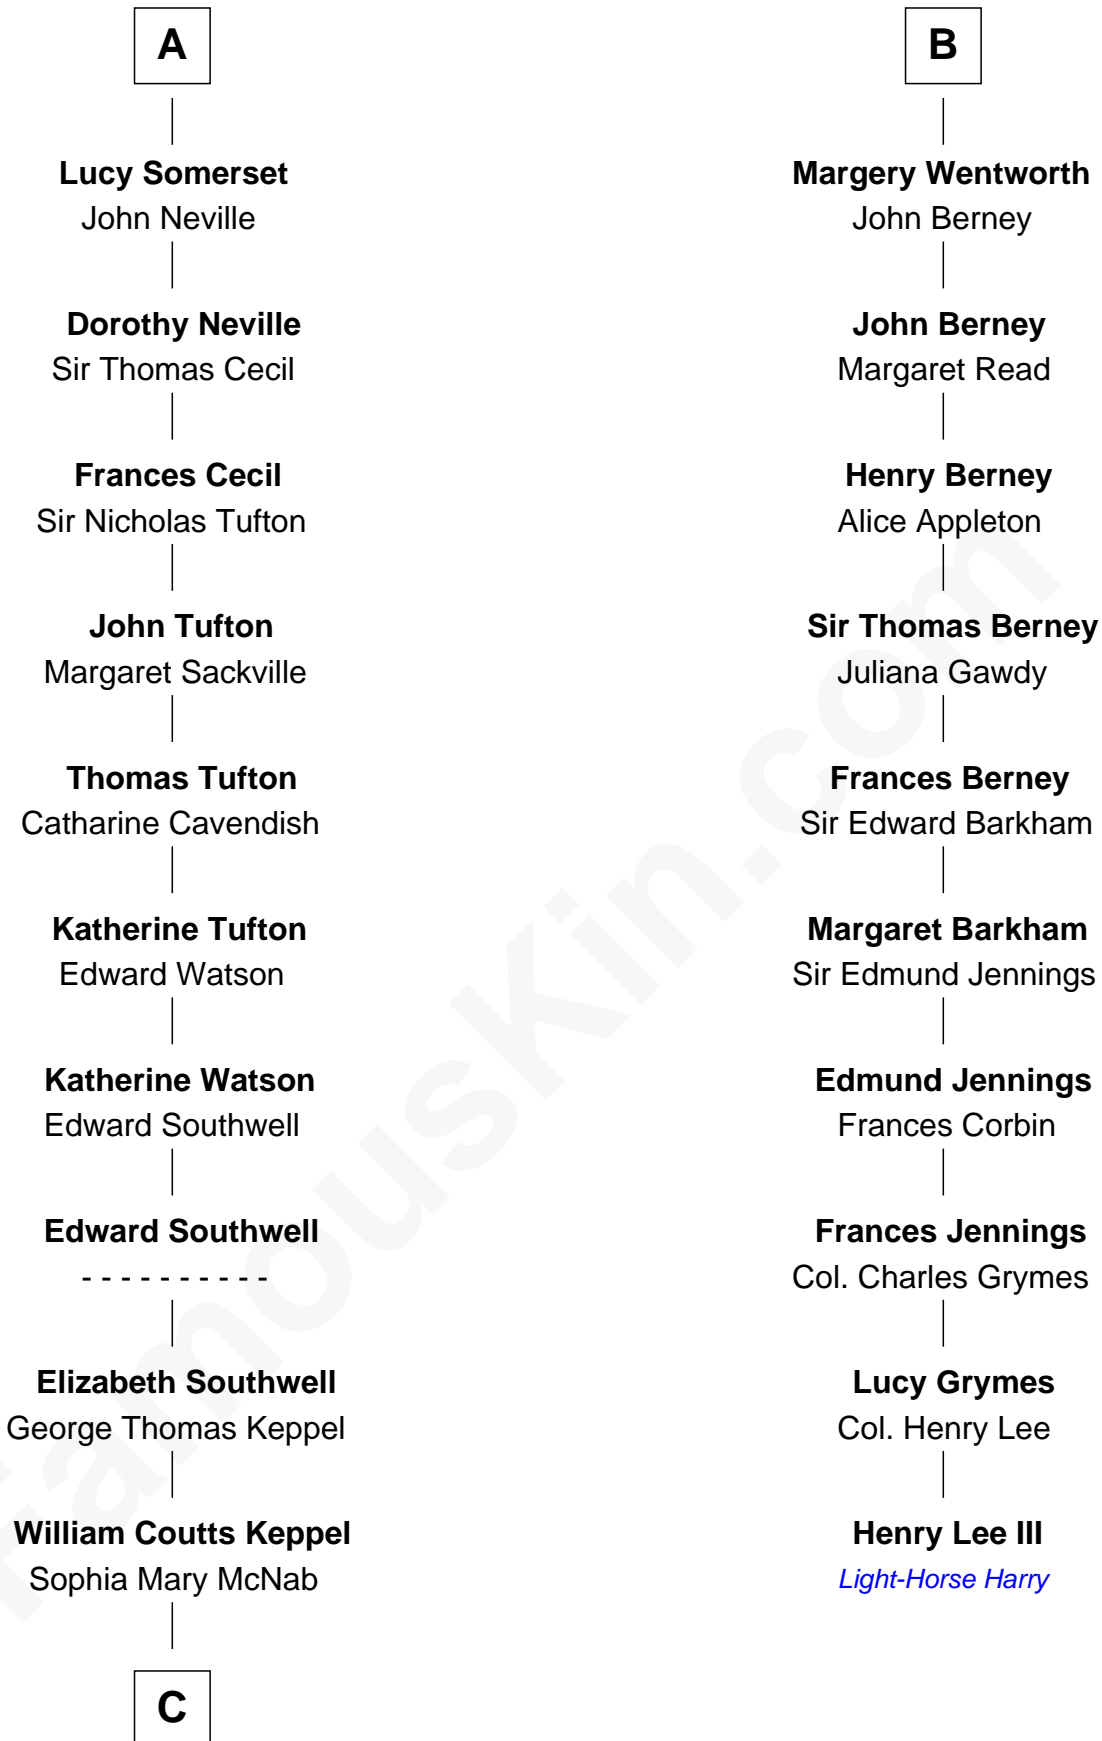 A
Lucy Somerset
John Neville
Dorothy Neville
Sir Thomas Cecil
Frances Cecil
Sir Nicholas Tufton
John Tufton
Margaret Sackville
Thomas Tufton
Catharine Cavendish
Katherine Tufton
Edward Watson
Katherine Watson
Edward Southwell
Edward Southwell
- - - - - - - - - -
Elizabeth Southwell
George Thomas Keppel
William Coutts Keppel
Sophia Mary McNab
C
B
Margery Wentworth
John Berney
John Berney
Margaret Read
Henry Berney
Alice Appleton
Sir Thomas Berney
Juliana Gawdy
Frances Berney
Sir Edward Barkham
Margaret Barkham
Sir Edmund Jennings
Edmund Jennings
Frances Corbin
Frances Jennings
Col. Charles Grymes
Lucy Grymes
Col. Henry Lee
Henry Lee III
Light-Horse Harry
FamousKin.com